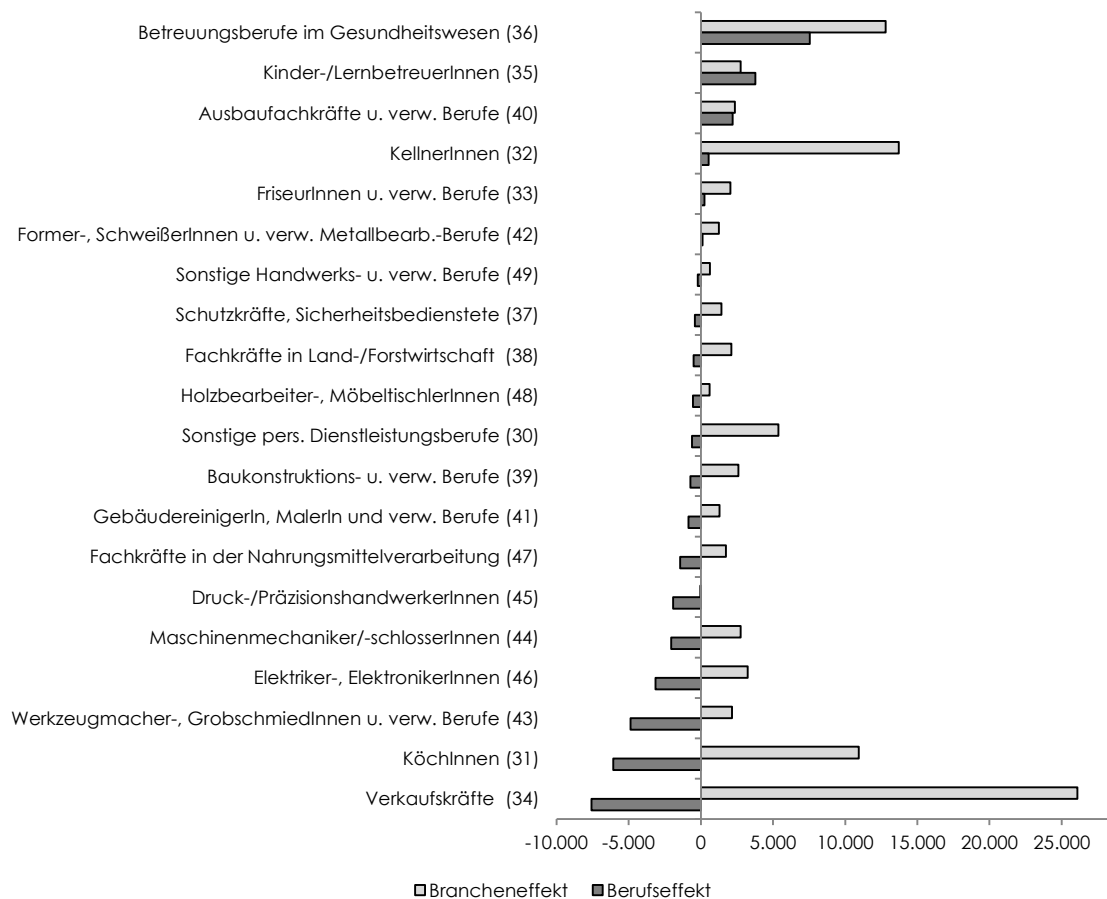 Betreuungsberufe im Gesundheitswesen (36)
Kinder-/LernbetreuerInnen (35)
Ausbaufachkräfte u. verw. Berufe (40)
KellnerInnen (32)
FriseurInnen u. verw. Berufe (33)
Former-, SchweißerInnen u. verw. Metallbearb.-Berufe (42)
Sonstige Handwerks- u. verw. Berufe (49)
Schutzkräfte, Sicherheitsbedienstete (37)
Fachkräfte in Land-/Forstwirtschaft (38)
Holzbearbeiter-, MöbeltischlerInnen (48)
Sonstige pers. Dienstleistungsberufe (30)
Baukonstruktions- u. verw. Berufe (39)
GebäudereinigerIn, MalerIn und verw. Berufe (41)
Fachkräfte in der Nahrungsmittelverarbeitung (47)
Druck-/PräzisionshandwerkerInnen (45)
Maschinenmechaniker/-schlosserInnen (44)
Elektriker-, ElektronikerInnen (46)
Werkzeugmacher-, GrobschmiedInnen u. verw. Berufe (43)
KöchInnen (31)
Verkaufskräfte (34)
-10.000 -5.000 0 5.000 10.000 15.000 20.000 25.000
Brancheneffekt Berufseffekt